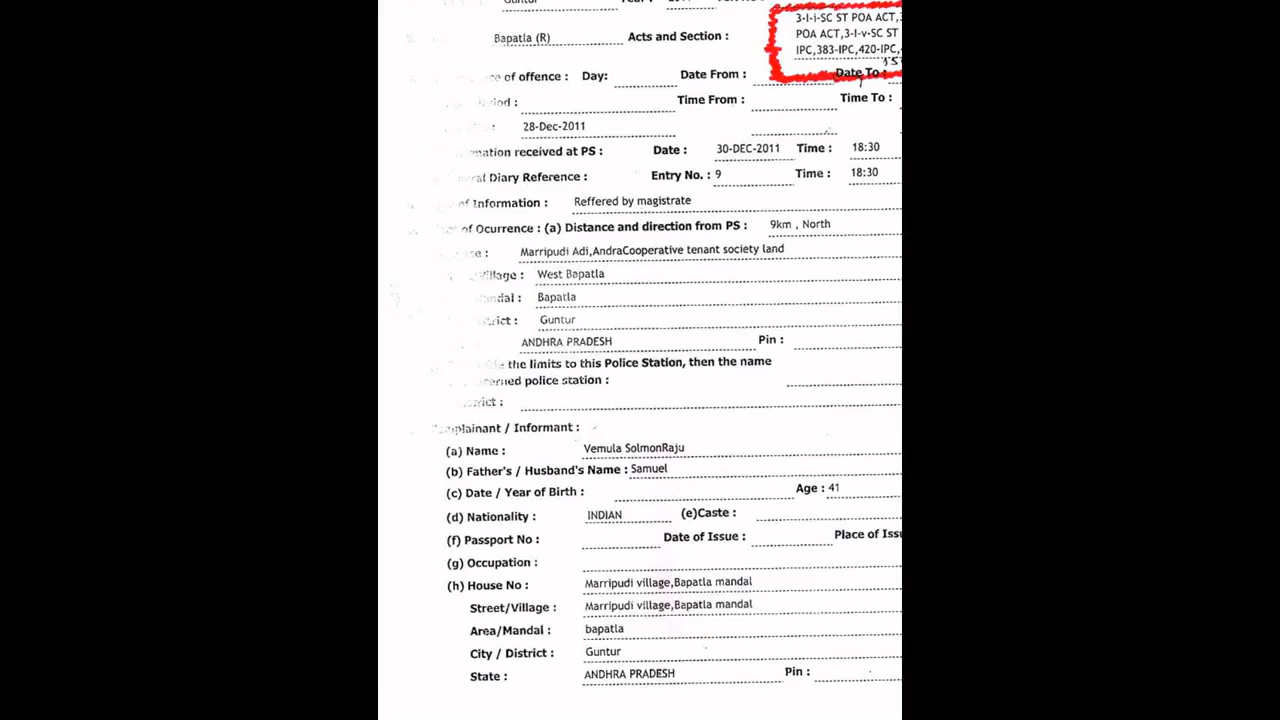 Guntur
3-I-i-SC ST POA ACT,
POA ACT,3-I-v-SC ST
Bapatla (R) Acts and Section :
IPC,383-IPC,420-IPC,
of offence : Day: Date From : Date To :
Time From : Time To :
28-Dec-2011
received at PS : Date : 30-DEC-2011 Time : 18:30
Diary Reference : Entry No. : 9 Time : 18:30
of Information : Reffered by magistrate
of Ocurrence : (a) Distance and direction from PS : 9km , North
Marripudi Adi,AndraCooperative tenant society land
Village : West Bapatla
Bapatla
Guntur
ANDHRA PRADESH Pin :
the limits to this Police Station, then the name
police station :
Complainant / Informant :
(a) Name : Vemula SolmonRaju
(b) Father's / Husband's Name : Samuel
(c) Date / Year of Birth : Age : 41
(d) Nationality : INDIAN (e)Caste :
(f) Passport No : Date of Issue : Place of Issu
(g) Occupation :
(h) House No : Marripudi village,Bapatla mandal
Street/Village : Marripudi village,Bapatla mandal
Area/Mandal : bapatla
City / District : Guntur
State : ANDHRA PRADESH Pin :